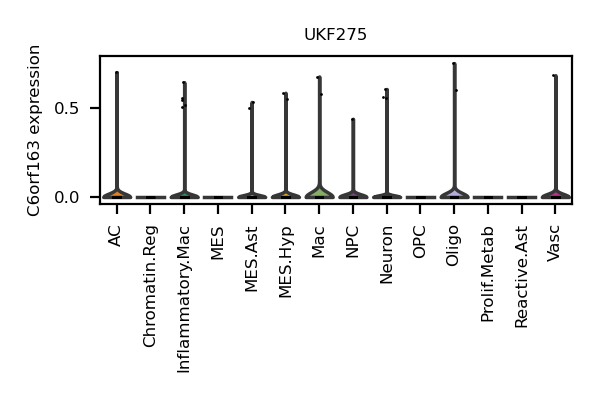 UKF275
C6orf163 expression
0.5
0.0
AC
Chromatin.Reg
Inflammatory.Mac
MES
MES.Ast
MES.Hyp
Mac
NPC
Neuron
OPC
Oligo
Prolif.Metab
Reactive.Ast
Vasc